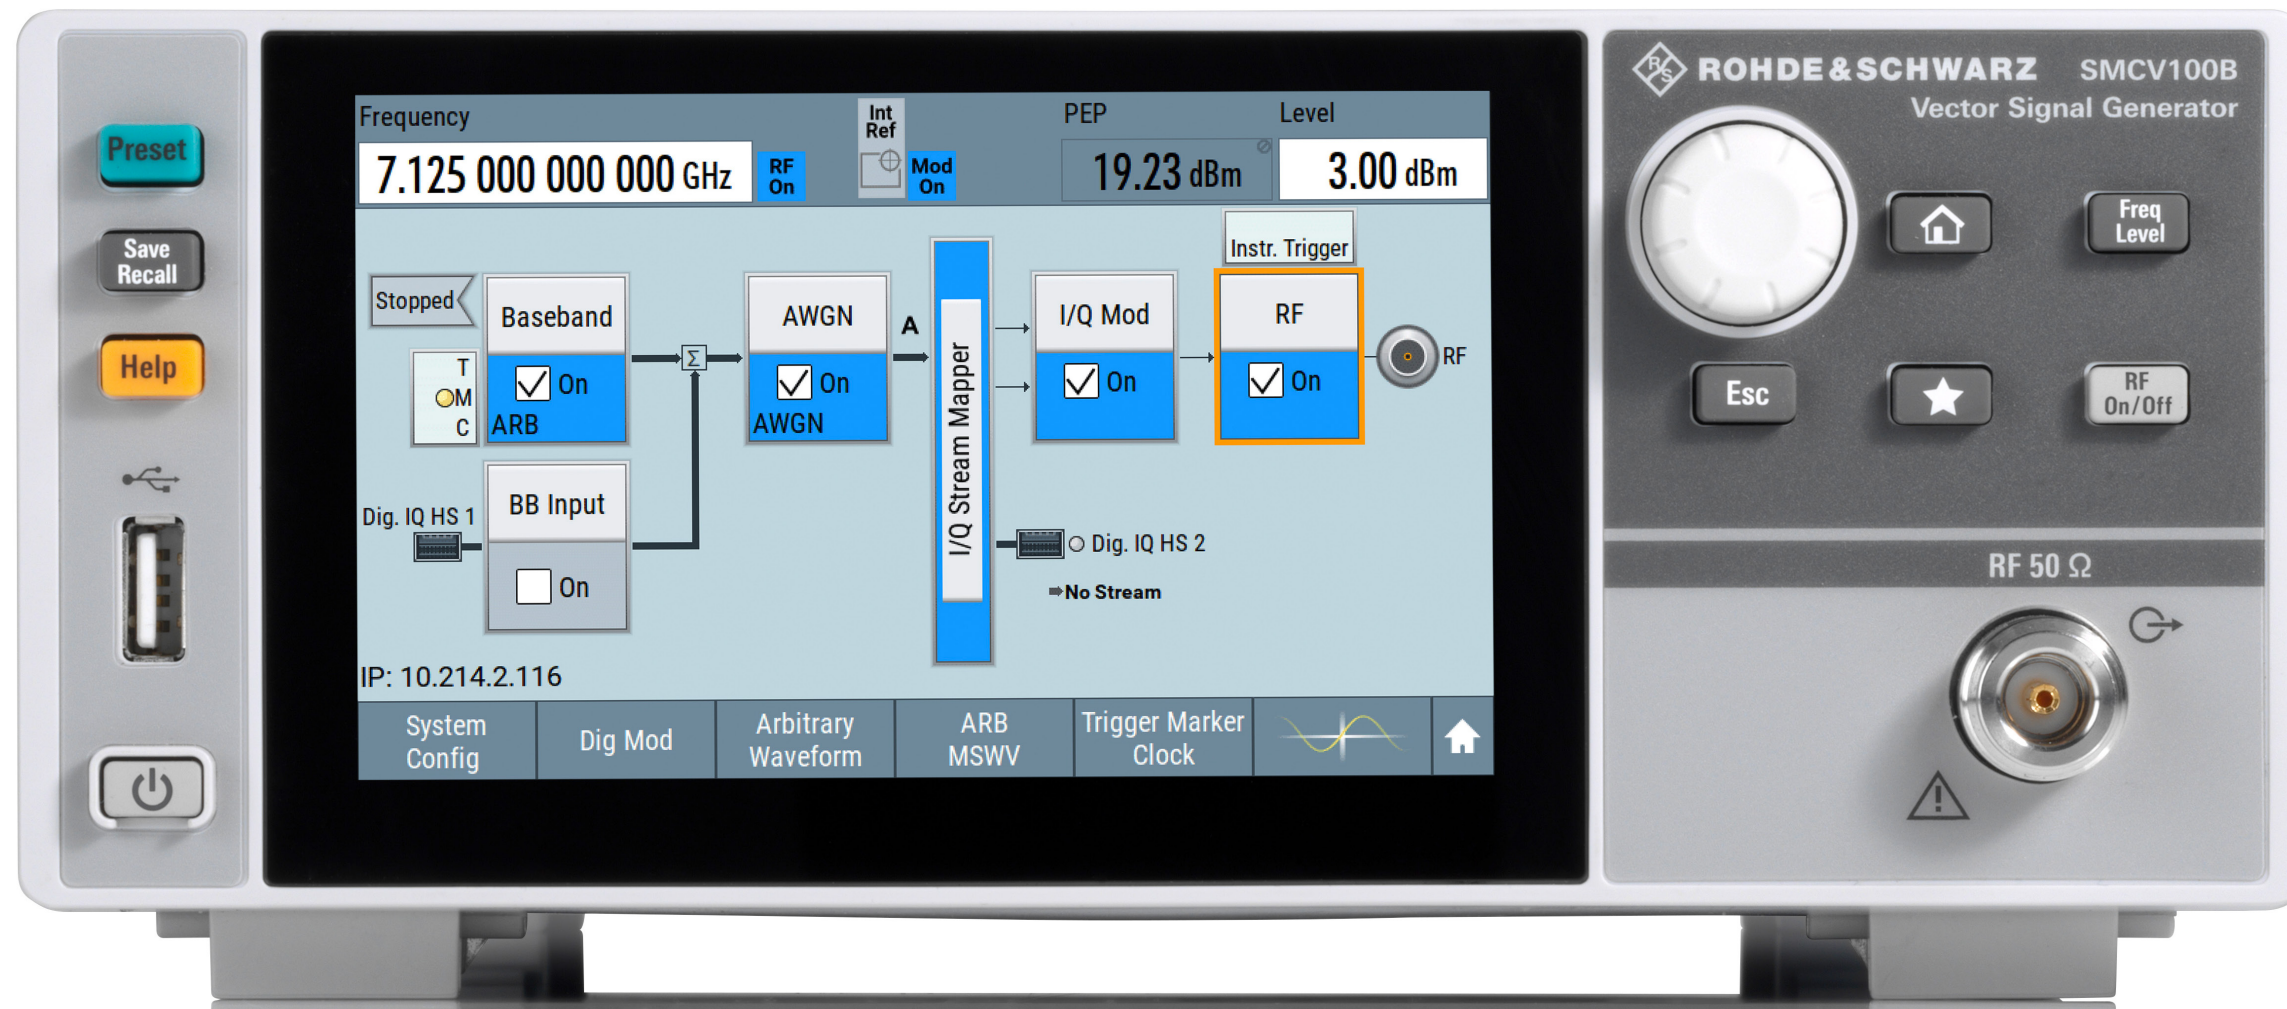 Preset
Save
Recall
Help
Frequency
7.125 000 000 000 GHz
RF
On
Int
Ref
Mod
On
PEP
19.23 dBm
Level
3.00 dBm
Instr. Trigger
Stopped
Baseband
On
ARB
T
M
C
Σ
AWGN
On
AWGN
A
I/Q Stream Mapper
I/Q Mod
On
RF
On
RF
Dig. IQ HS 1
BB Input
On
Dig. IQ HS 2
No Stream
IP: 10.214.2.116
System
Config
Dig Mod
Arbitrary
Waveform
ARB
MSWV
Trigger Marker
Clock
R S
ROHDE&SCHWARZ SMCV100B
Vector Signal Generator
Freq
Level
Esc
RF
On/Off
RF 50 Ω